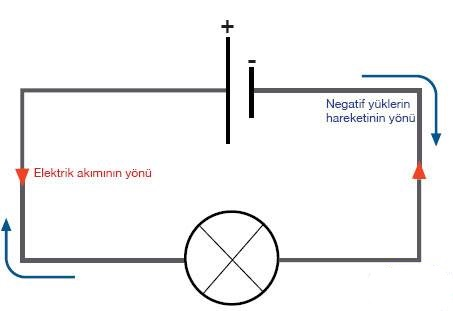 +
-
Negatif yüklerin
hareketinin yönü
Elektrik akımının yönü